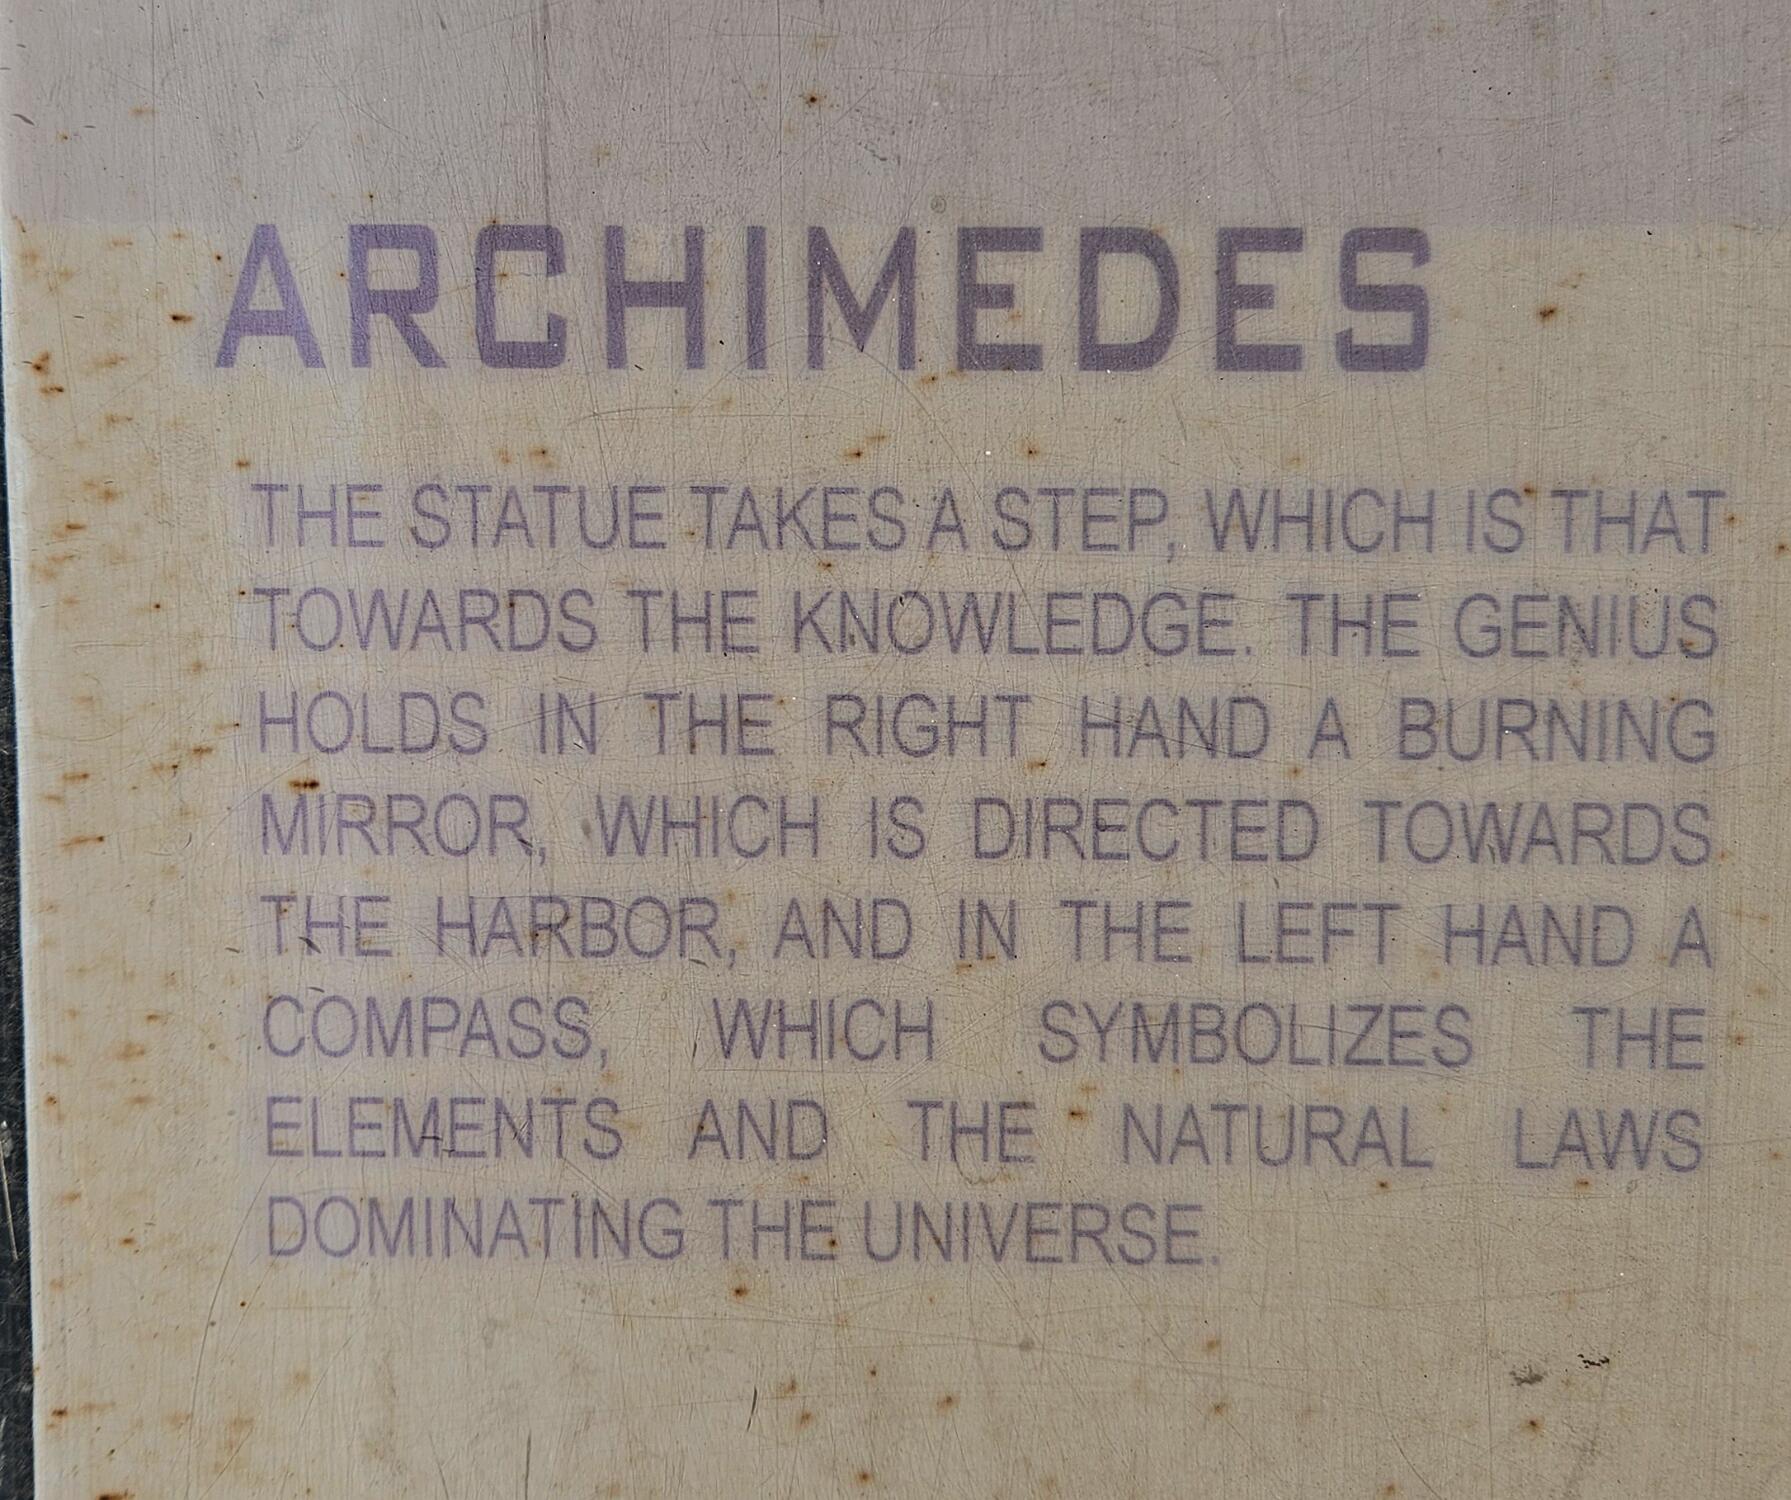 ARCHIMEDES
THE STATUE TAKES A STEP, WHICH IS THAT
TOWARDS THE KNOWLEDGE. THE GENIUS
HOLDS IN THE RIGHT HAND A BURNING
MIRROR, WHICH IS DIRECTED TOWARDS
THE HARBOR, AND IN THE LEFT HAND A
COMPASS, WHICH SYMBOLIZES THE
ELEMENTS AND THE NATURAL LAWS
DOMINATING THE UNIVERSE.